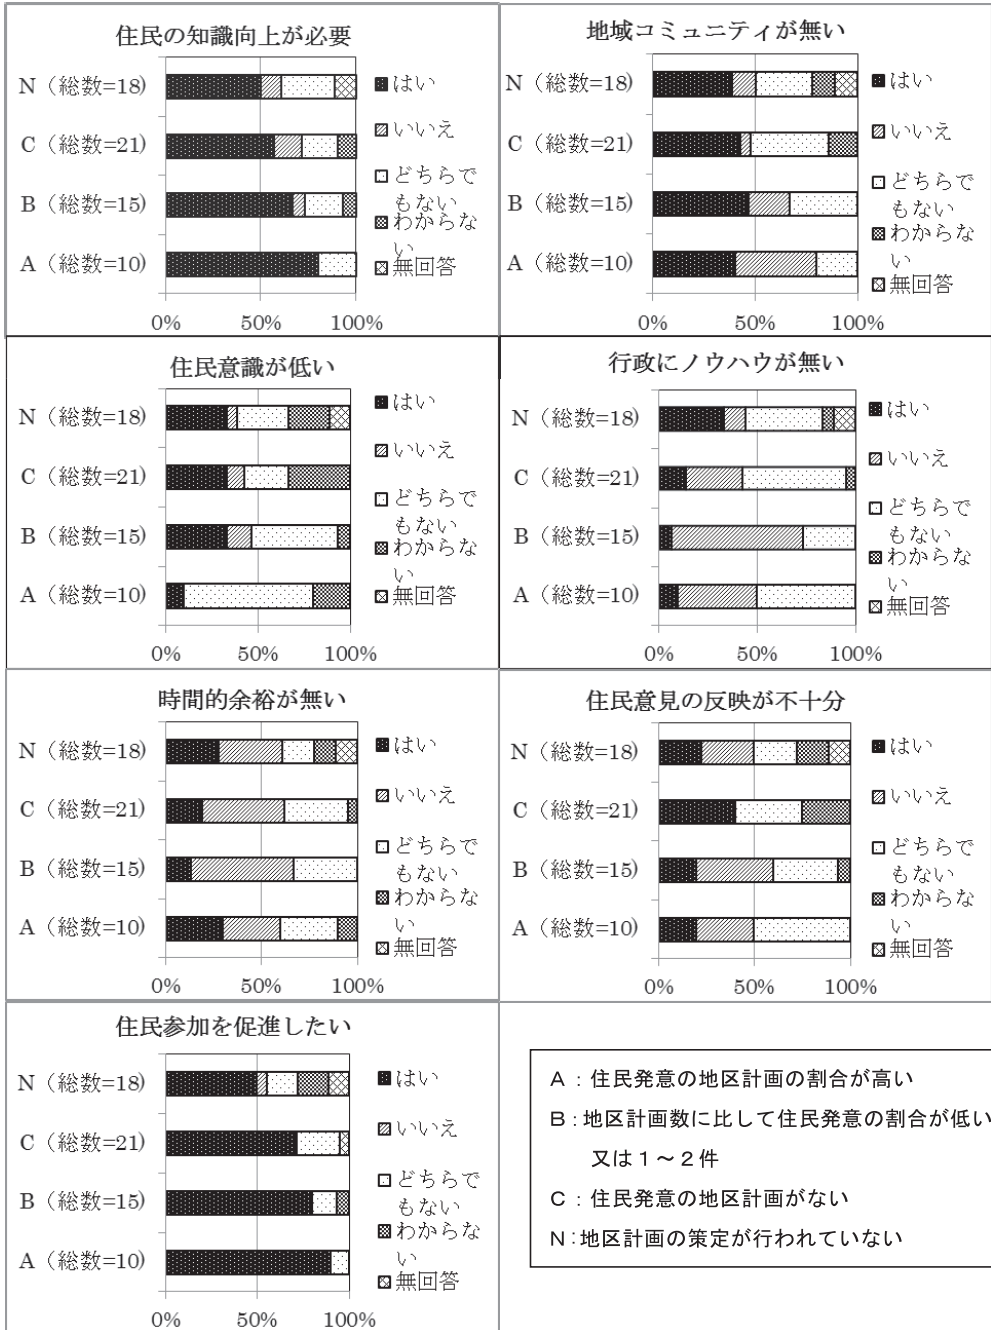 住民の知識向上が必要
N（総数=18）
C（総数=21）
B（総数=15）
A（総数=10）
0%
50%
100%
はい
いいえ
どちらで
もない
わからな
い
無回答
地域コミュニティが無い
N（総数=18）
C（総数=21）
B（総数=15）
A（総数=10）
0%
50%
100%
はい
いいえ
どちらで
もない
わからな
い
無回答
住民意識が低い
N（総数=18）
C（総数=21）
B（総数=15）
A（総数=10）
0%
50%
100%
はい
いいえ
どちらで
もない
わからな
い
無回答
行政にノウハウが無い
N（総数=18）
C（総数=21）
B（総数=15）
A（総数=10）
0%
50%
100%
はい
いいえ
どちらで
もない
わからな
い
無回答
時間的余裕が無い
N（総数=18）
C（総数=21）
B（総数=15）
A（総数=10）
0%
50%
100%
はい
いいえ
どちらで
もない
わからな
い
無回答
住民意見の反映が不十分
N（総数=18）
C（総数=21）
B（総数=15）
A（総数=10）
0%
50%
100%
はい
いいえ
どちらで
もない
わからな
い
無回答
住民参加を促進したい
N（総数=18）
C（総数=21）
B（総数=15）
A（総数=10）
0%
50%
100%
はい
いいえ
どちらで
もない
わからな
い
無回答
A：住民発意の地区計画の割合が高い
B：地区計画数に比して住民発意の割合が低い
又は１～２件
C：住民発意の地区計画がない
N：地区計画の策定が行われていない